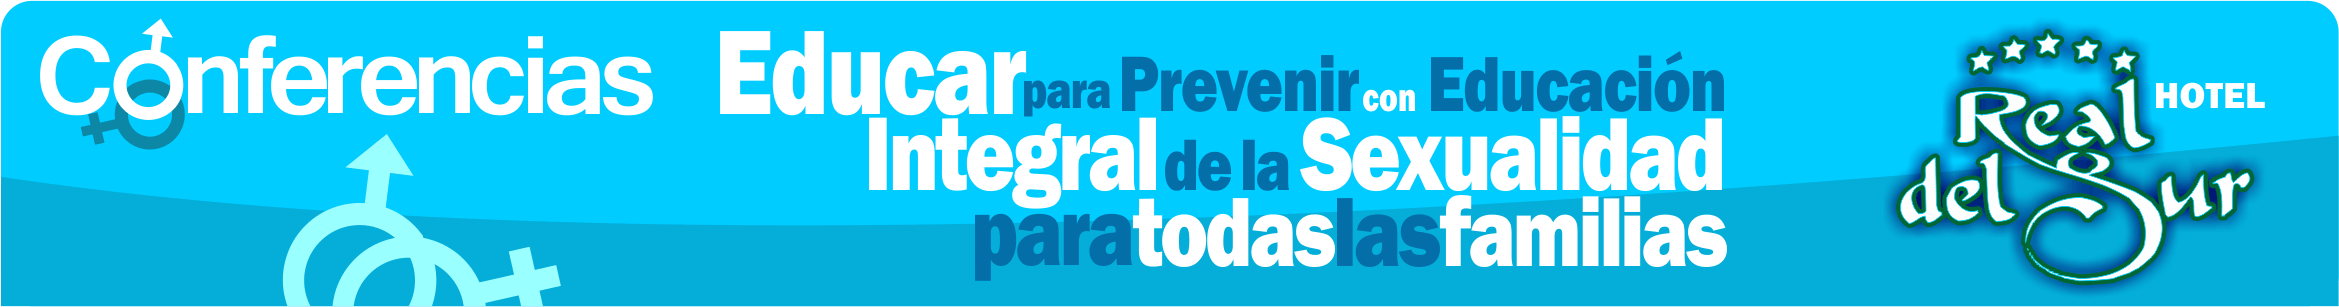 Conferencias
Educar para Prevenir con Educación
Integral de la Sexualidad
para todas las familias
HOTEL
Real
del Sur